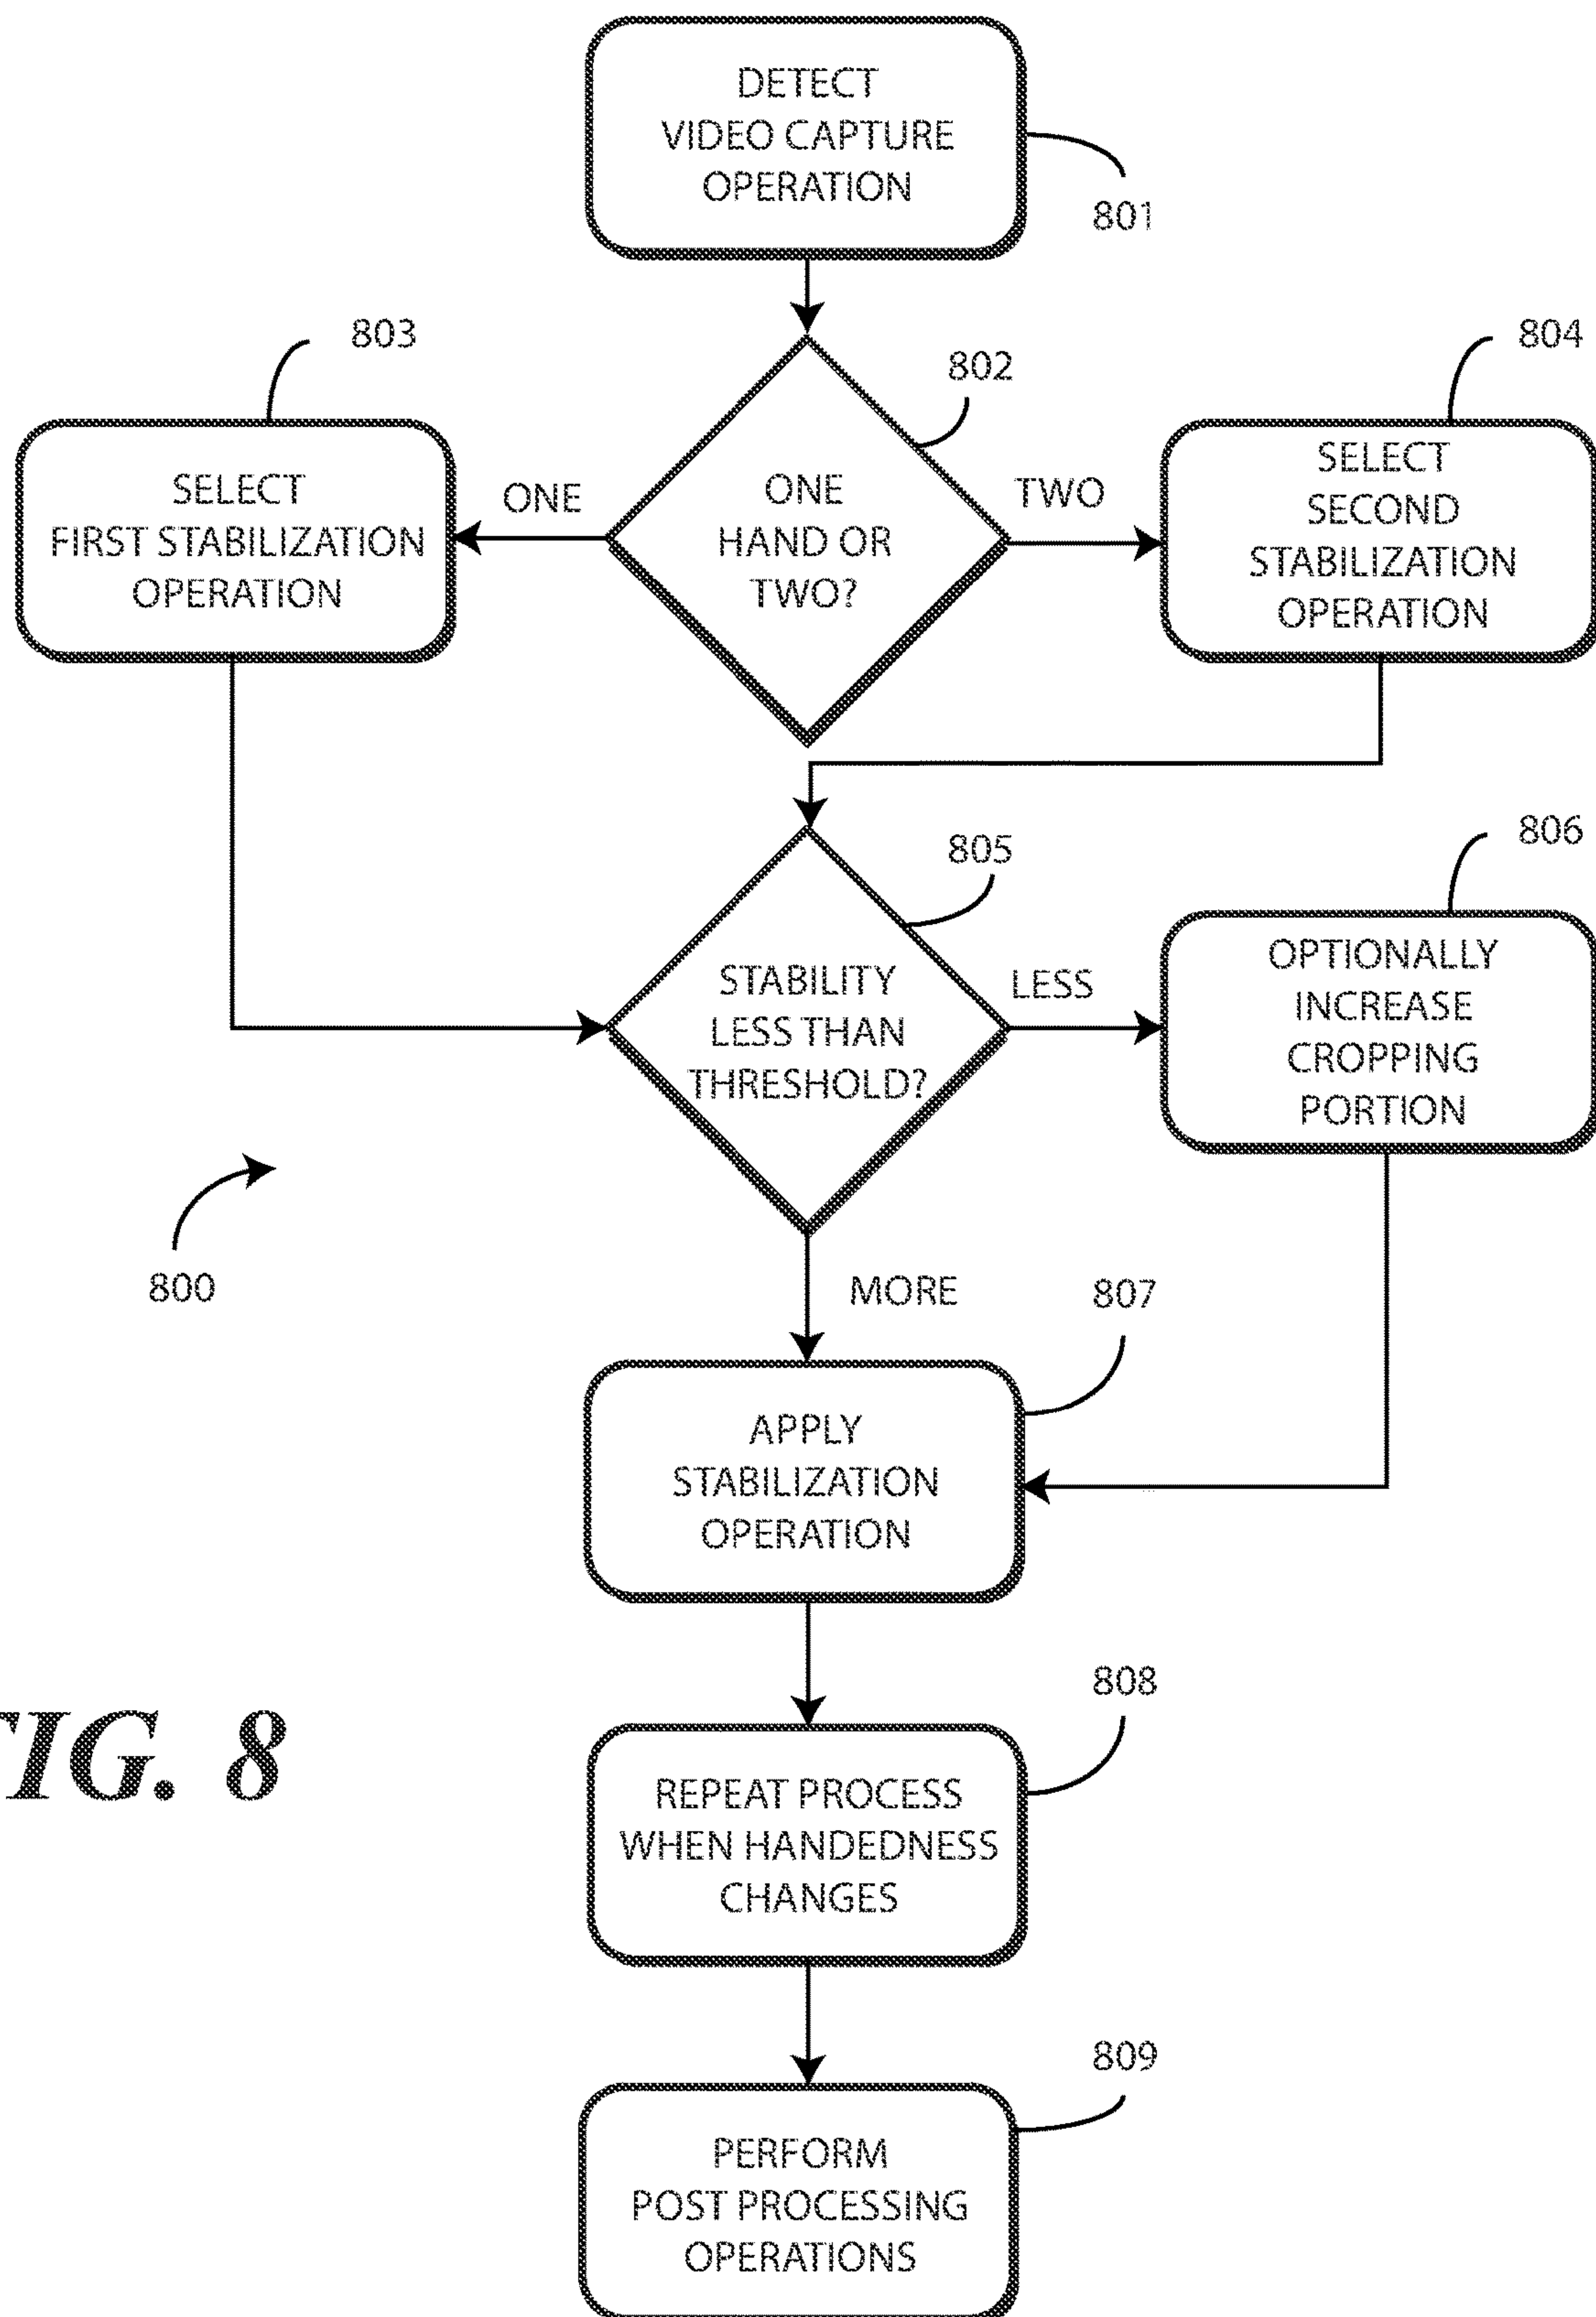 DETECT
VIDEO CAPTURE
OPERATION
801
803
802
804
SELECT
FIRST STABILIZATION
OPERATION
ONE
ONE
HAND OR
TWO?
TWO
SELECT
SECOND
STABILIZATION
OPERATION
805
806
STABILITY
LESS THAN
THRESHOLD?
LESS
OPTIONALLY
INCREASE
CROPPING
PORTION
800
MORE
807
APPLY
STABILIZATION
OPERATION
808
REPEAT PROCESS
WHEN HANDEDNESS
CHANGES
IG. 8
809
PERFORM
POST PROCESSING
OPERATIONS